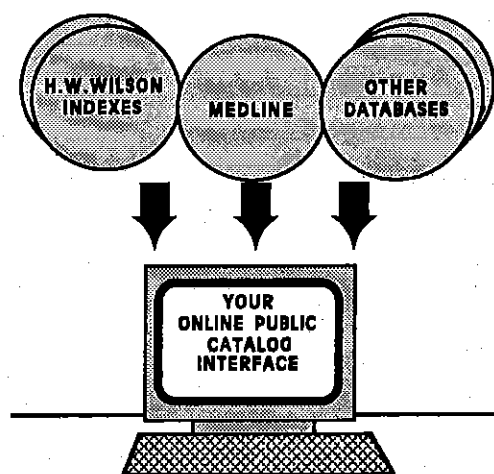 H.W.WILSON
INDEXES
MEDLINE
OTHER
DATABASES
YOUR
ONLINE PUBLIC
CATALOG
INTERFACE